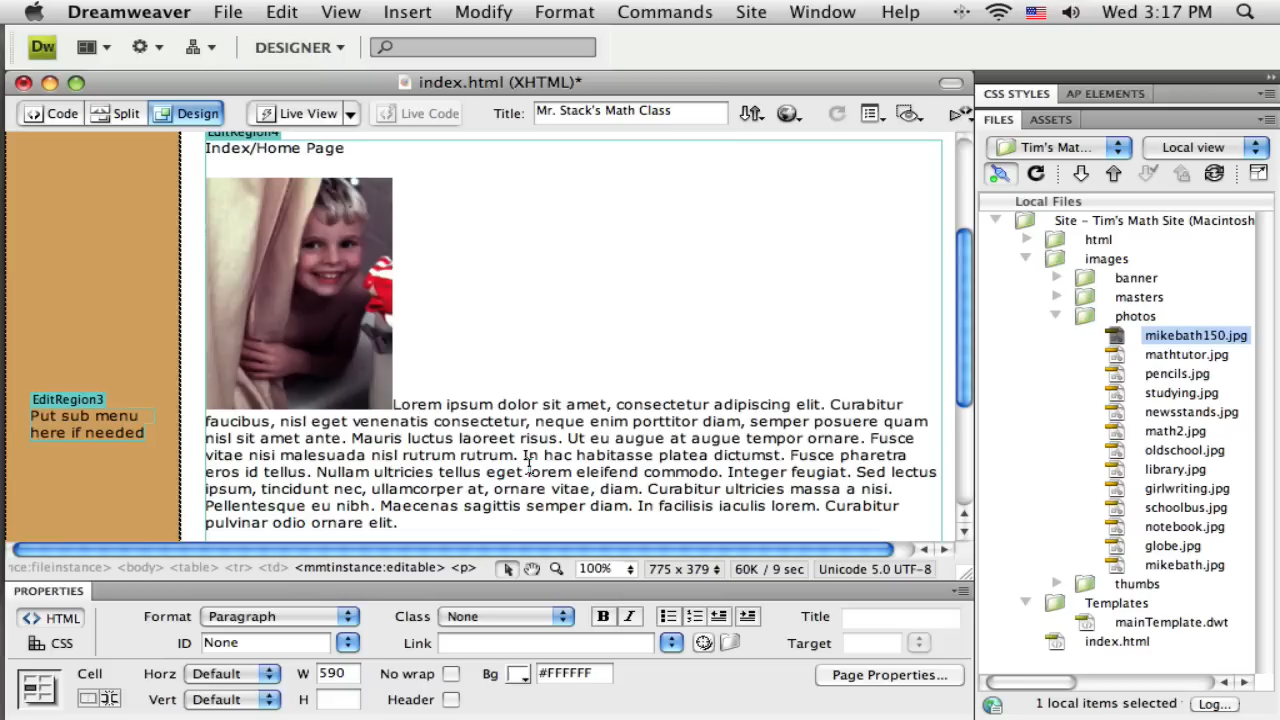 Dreamweaver File Edit View Insert Modify Format Commands Site Window Help Wed 3:17 PM
Dw DESIGNER
index.html (XHTML)*
Code Split Design Live View Live Code Title: Mr. Stack's Math Class
EditRegion4
Index/Home Page
Lorem ipsum dolor sit amet, consectetur adipiscing elit. Curabitur
faucibus, nisl eget venenatis consectetur, neque enim porttitor diam, semper posuere quam
nisl sit amet ante. Mauris luctus laoreet risus. Ut eu augue at augue tempor ornare. Fusce
vitae nisi malesuada nisl rutrum rutrum. In hac habitasse platea dictumst. Fusce pharetra
eros id tellus. Nullam ultricies tellus eget lorem eleifend commodo. Integer feugiat. Sed lectus
ipsum, tincidunt nec, ullamcorper at, ornare vitae, diam. Curabitur ultricies massa a nisi.
Pellentesque eu nibh. Maecenas sagittis semper diam. In facilisis iaculis lorem. Curabitur
pulvinar odio ornare elit.
EditRegion3
Put sub menu
here if needed
nce:fileinstance> <body> <table> <tr> <td> <mmtinstance:editable> <p> 100% 775 x 379 60K / 9 sec Unicode 5.0 UTF-8
PROPERTIES
<> HTML Format Paragraph Class None B I Title
CSS ID None Link Target
Cell Horz Default W 590 No wrap Bg #FFFFFF Page Properties...
Vert Default H Header
CSS STYLES AP ELEMENTS
FILES ASSETS
Tim's Mat... Local view
Local Files
Site - Tim's Math Site (Macintosh
html
images
banner
masters
photos
mikebath150.jpg
mathtutor.jpg
pencils.jpg
studying.jpg
newsstands.jpg
math2.jpg
oldschool.jpg
library.jpg
girlwriting.jpg
schoolbus.jpg
notebook.jpg
globe.jpg
mikebath.jpg
thumbs
Templates
mainTemplate.dwt
index.html
1 local items selected Log...